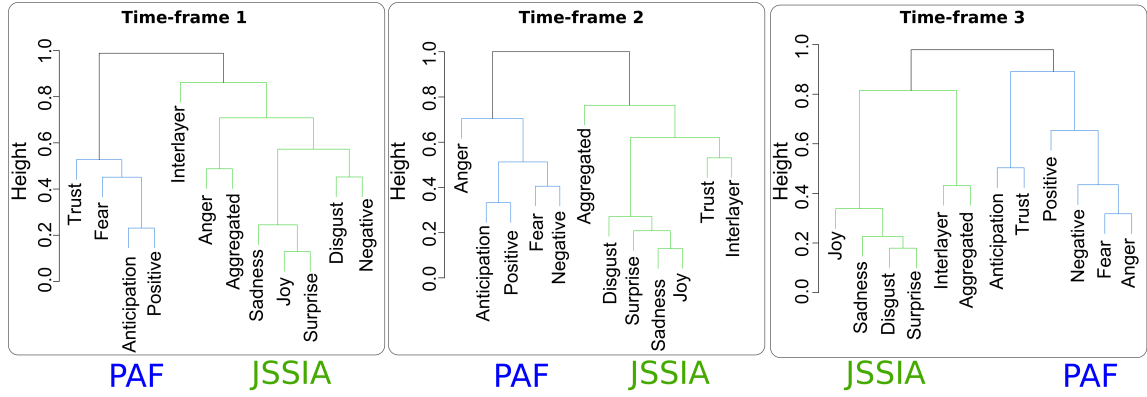 Time-frame 1
Height
0.0 0.2 0.4 0.6 0.8 1.0
Trust
Fear
Anticipation
Positive
Interlayer
Anger
Aggregated
Sadness
Joy
Surprise
Disgust
Negative
PAF
JSSIA
Time-frame 2
Height
0.0 0.2 0.4 0.6 0.8 1.0
Anger
Anticipation
Positive
Fear
Negative
Aggregated
Disgust
Surprise
Sadness
Joy
Trust
Interlayer
PAF
JSSIA
Time-frame 3
Height
0.0 0.2 0.4 0.6 0.8 1.0
Joy
Sadness
Disgust
Surprise
Interlayer
Aggregated
Anticipation
Trust
Positive
Negative
Fear
Anger
JSSIA
PAF